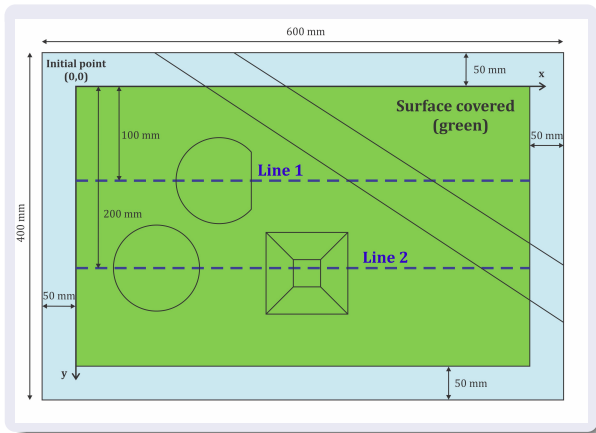 600 mm
Initial point
(0,0)
50 mm
x
Surface covered
(green)
100 mm
50 mm
Line 1
200 mm
400 mm
Line 2
50 mm
y
50 mm